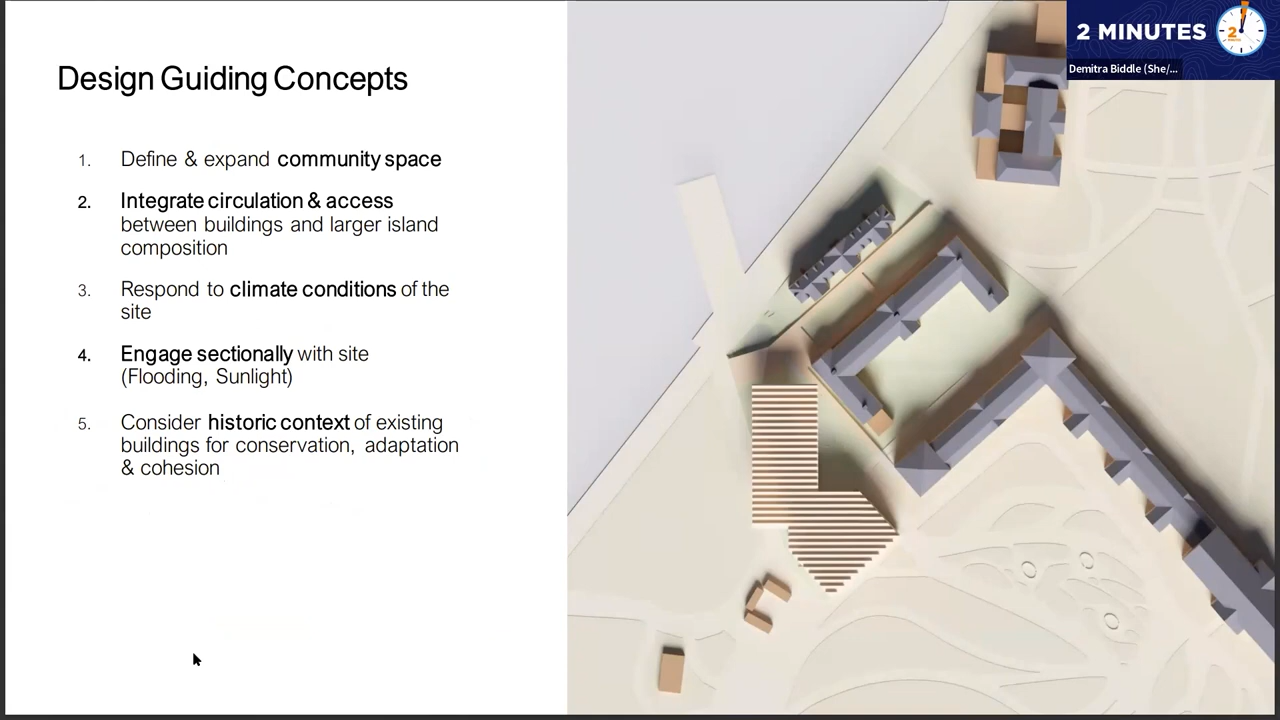 Design Guiding Concepts
1. Define & expand community space
2. Integrate circulation & access
between buildings and larger island
composition
3. Respond to climate conditions of the
site
4. Engage sectionally with site
(Flooding, Sunlight)
5. Consider historic context of existing
buildings for conservation, adaptation
& cohesion
2 MINUTES
2
Demitra Biddle (She/...